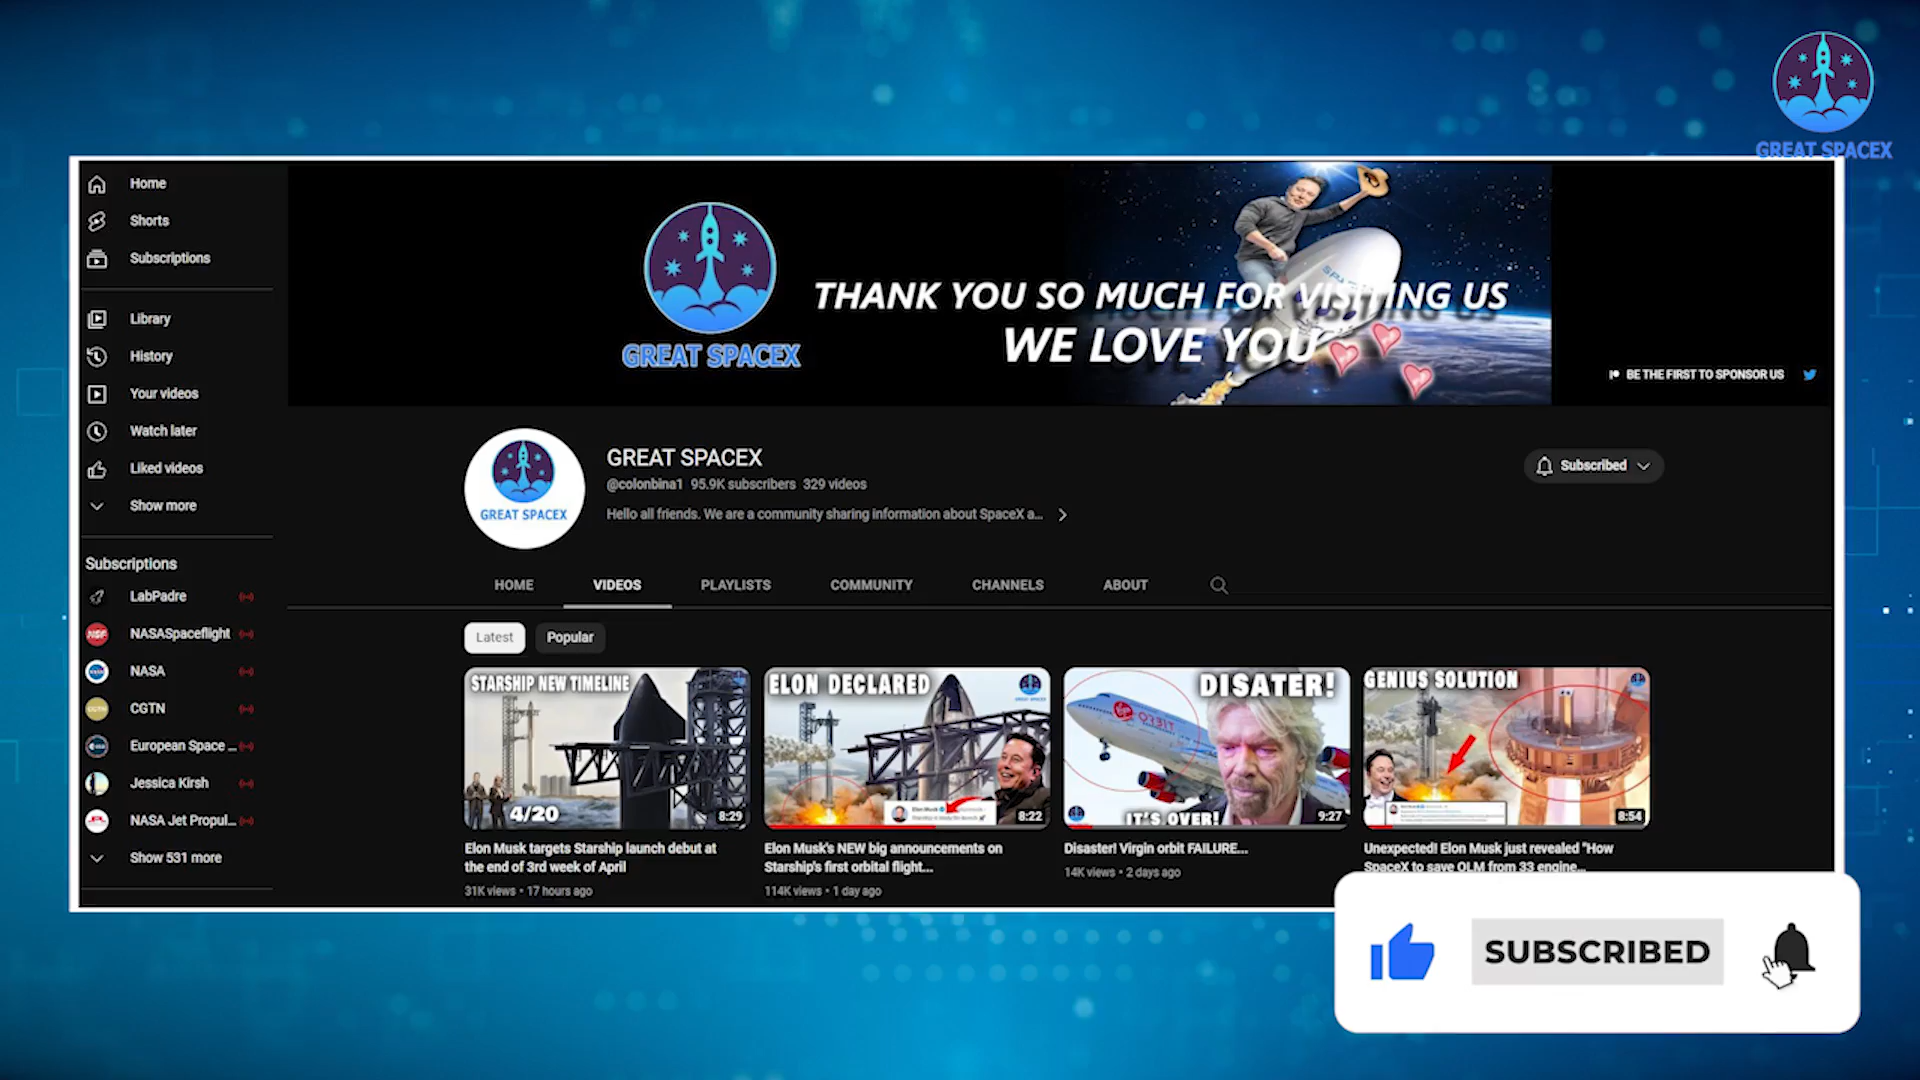 GREAT SPACEX
Home
Shorts
Subscriptions
Library
History
Your videos
Watch later
Liked videos
Show more
Subscriptions
LabPadre
NASASpaceflight
NASA
CGTN
European Space ...
Jessica Kirsh
NASA Jet Propul...
Show 531 more
GREAT SPACEX
THANK YOU SO MUCH FOR VISITING US
WE LOVE YOU
BE THE FIRST TO SPONSOR US
GREAT SPACEX
GREAT SPACEX
@colonbina1 95.9K subscribers 329 videos
Hello all friends. We are a community sharing information about SpaceX a...
Subscribed
HOME VIDEOS PLAYLISTS COMMUNITY CHANNELS ABOUT
Latest Popular
STARSHIP NEW TIMELINE
4/20
8:29
Elon Musk targets Starship launch debut at
the end of 3rd week of April
31K views • 17 hours ago
ELON DECLARED
Elon Musk
8:22
Elon Musk's NEW big announcements on
Starship's first orbital flight...
114K views • 1 day ago
DISATER!
ORBIT
IT'S OVER!
9:27
Disaster! Virgin orbit FAILURE...
14K views • 2 days ago
GENIUS SOLUTION
8:54
Unexpected! Elon Musk just revealed "How
SpaceX to save OLM from 33 engine...
SUBSCRIBED